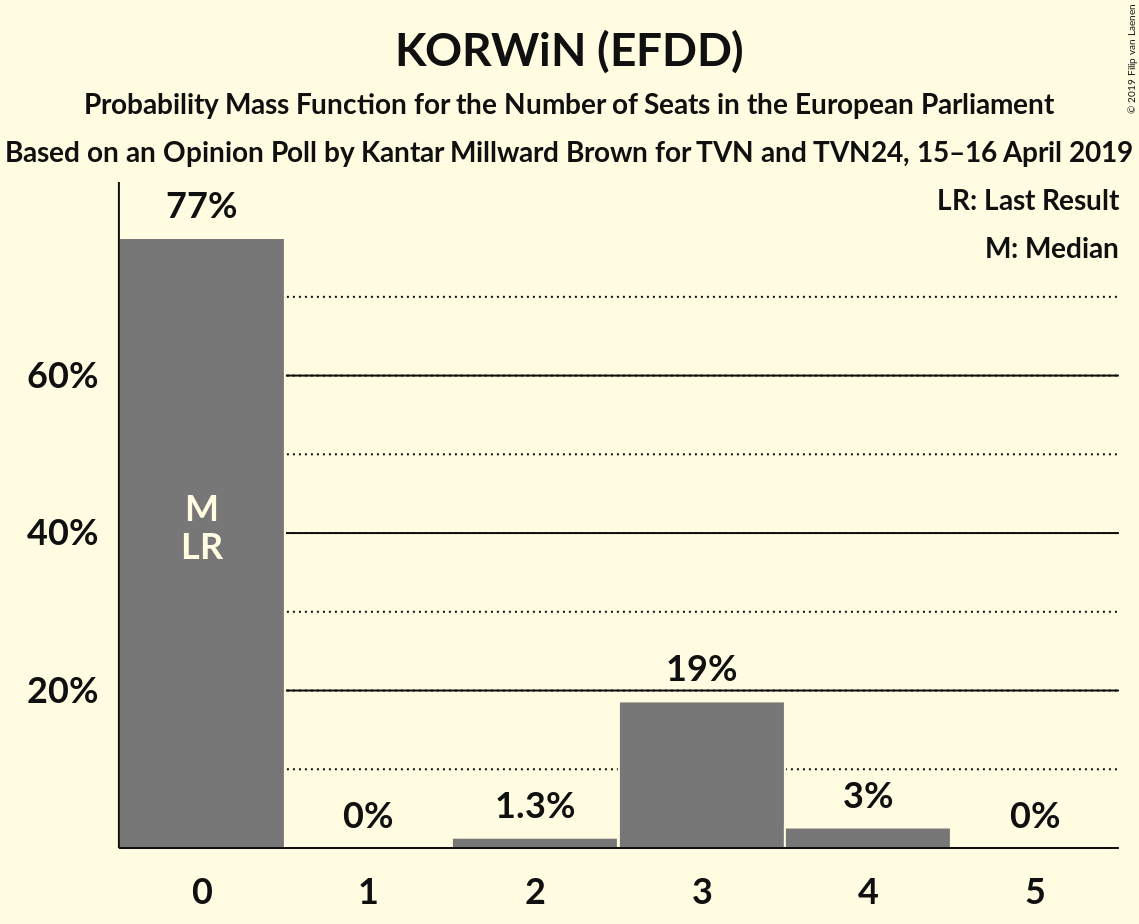 KORWiN (EFDD)
Probability Mass Function for the Number of Seats in the European Parliament
Based on an Opinion Poll by Kantar Millward Brown for TVN and TVN24, 15–16 April 2019
© 2019 Filip van Laenen
LR: Last Result
M: Median
77%
60%
40%
20%
M
LR
0%
1.3%
19%
3%
0%
0 1 2 3 4 5